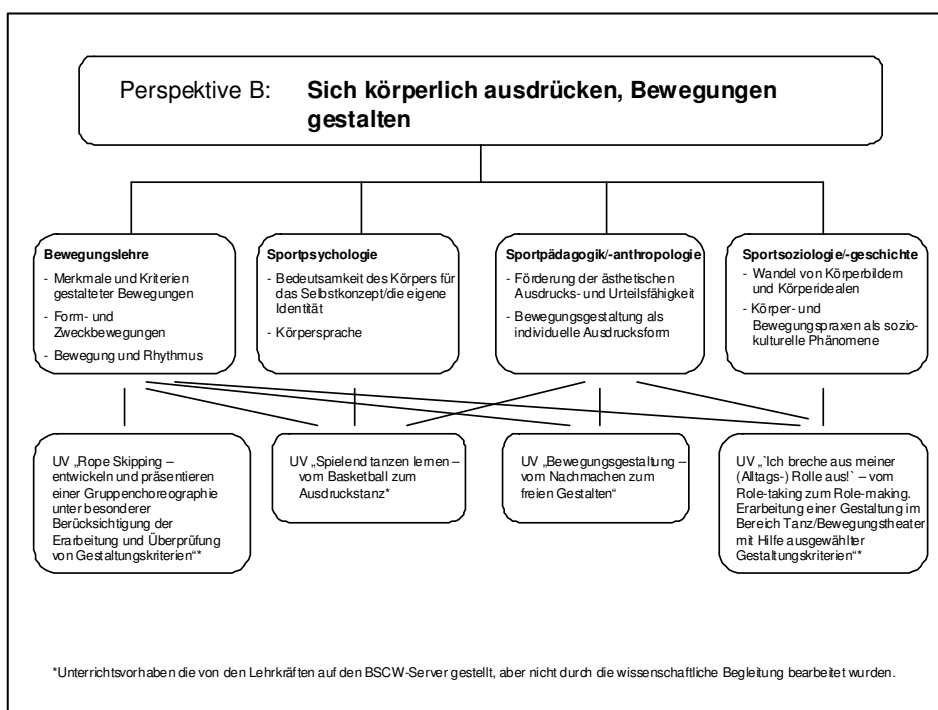 Perspektive B: Sich körperlich ausdrücken, Bewegungen
gestalten
Bewegungslehre
- Merkmale und Kriterien
gestalteter Bewegungen
- Form- und
Zweckbewegungen
- Bewegung und Rhythmus
Sportpsychologie
- Bedeutsamkeit des Körpers für
das Selbstkonzept/die eigene
Identität
- Körpersprache
Sportpädagogik/-anthropologie
- Förderung der ästhetischen
Ausdrucks- und Urteilsfähigkeit
- Bewegungsgestaltung als
individuelle Ausdrucksform
Sportsoziologie/-geschichte
- Wandel von Körperbildern
und Körperidealen
- Körper- und
Bewegungspraxen als sozio-
kulturelle Phänomene
UV „Rope Skipping –
entwickeln und präsentieren
einer Gruppenchoreographie
unter besonderer
Berücksichtigung der
Erarbeitung und Überprüfung
von Gestaltungskriterien“*
UV „Spielend tanzen lernen –
vom Basketball zum
Ausdruckstanz*
UV „Bewegungsgestaltung –
vom Nachmachen zum
freien Gestalten“
UV „`Ich breche aus meiner
(Alltags-) Rolle aus!` – vom
Role-taking zum Role-making.
Erarbeitung einer Gestaltung im
Bereich Tanz/Bewegungstheater
mit Hilfe ausgewählter
Gestaltungskriterien“*
*Unterrichtsvorhaben die von den Lehrkräften auf den BSCW-Server gestellt, aber nicht durch die wissenschaftliche Begleitung bearbeitet wurden.